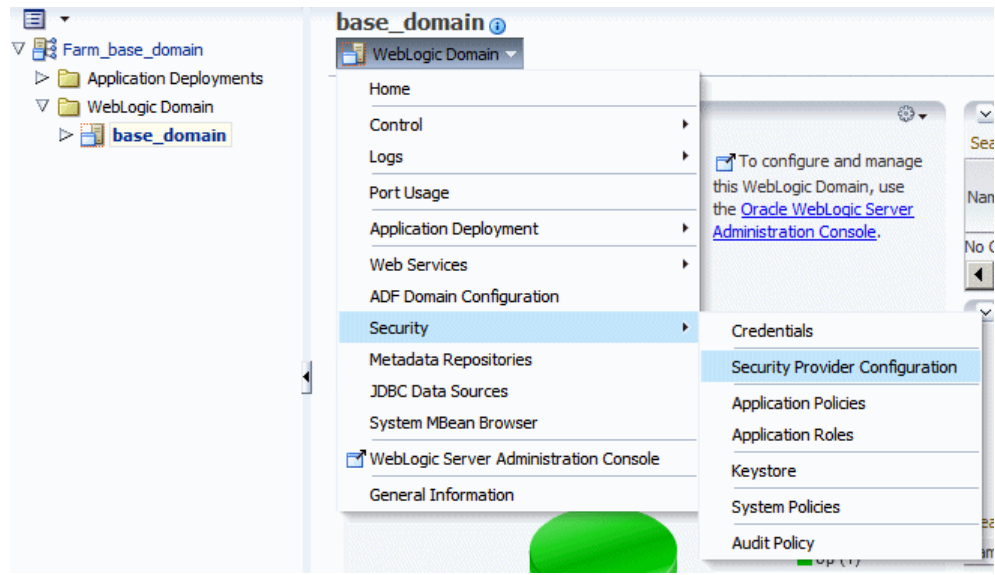 Farm_base_domain
Application Deployments
WebLogic Domain
base_domain
base_domain
WebLogic Domain
Home
Control
Logs
Port Usage
Application Deployment
Web Services
ADF Domain Configuration
Security
Metadata Repositories
JDBC Data Sources
System MBean Browser
WebLogic Server Administration Console
General Information
To configure and manage
this WebLogic Domain, use
the Oracle WebLogic Server
Administration Console.
Credentials
Security Provider Configuration
Application Policies
Application Roles
Keystore
System Policies
Audit Policy